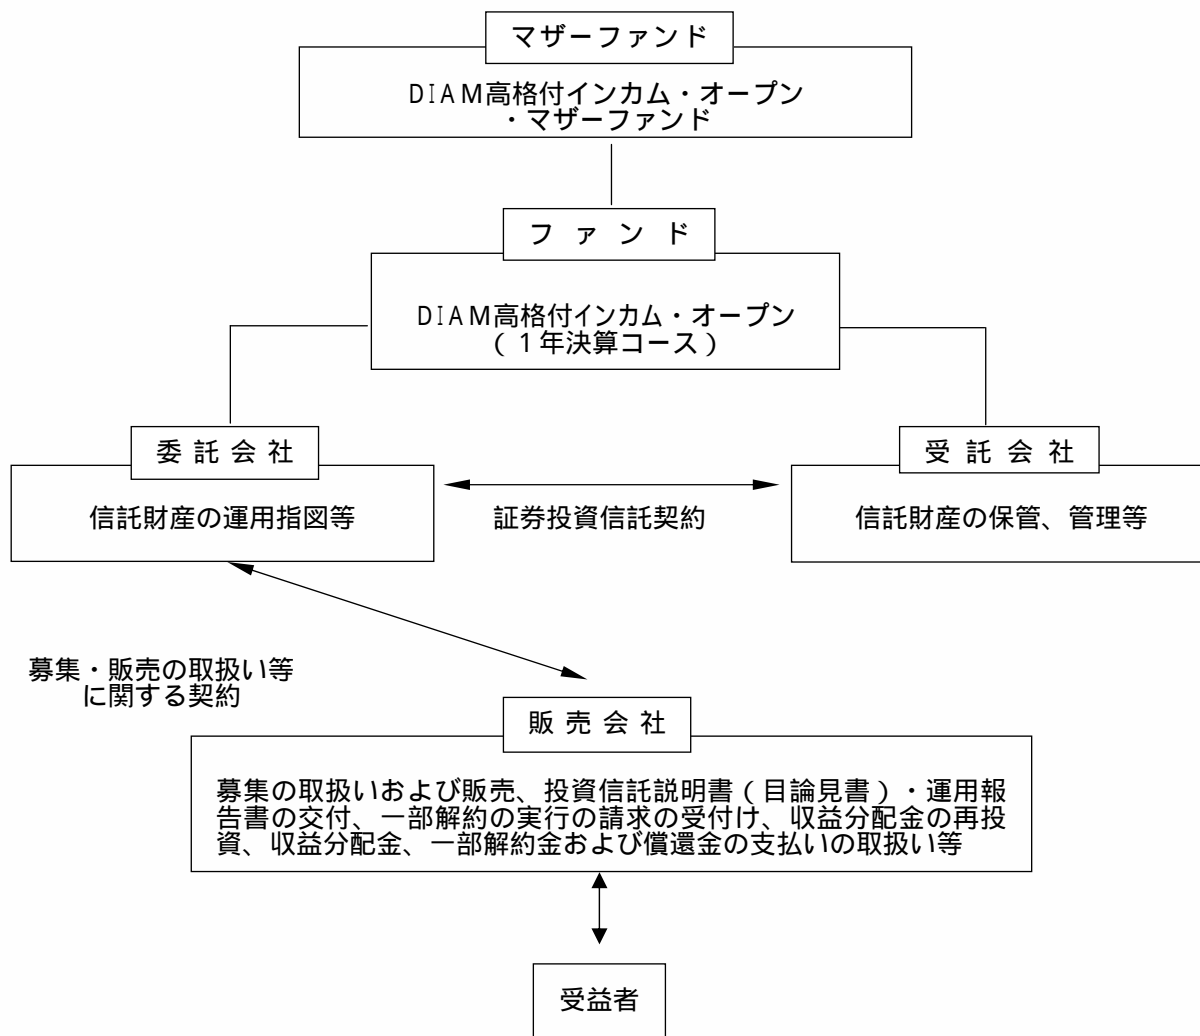 マザーファンド
DIAM高格付インカム・オープン
・マザーファンド
ファンド
DIAM高格付インカム・オープン
(1年決算コース)
委託会社
受託会社
信託財産の運用指図等
証券投資信託契約
信託財産の保管、管理等
募集・販売の取扱い等
に関する契約
販売会社
募集の取扱いおよび販売、投資信託説明書(目論見書)・運用報
告書の交付、一部解約の実行の請求の受付け、収益分配金の再投
資、収益分配金、一部解約金および償還金の支払いの取扱い等
受益者